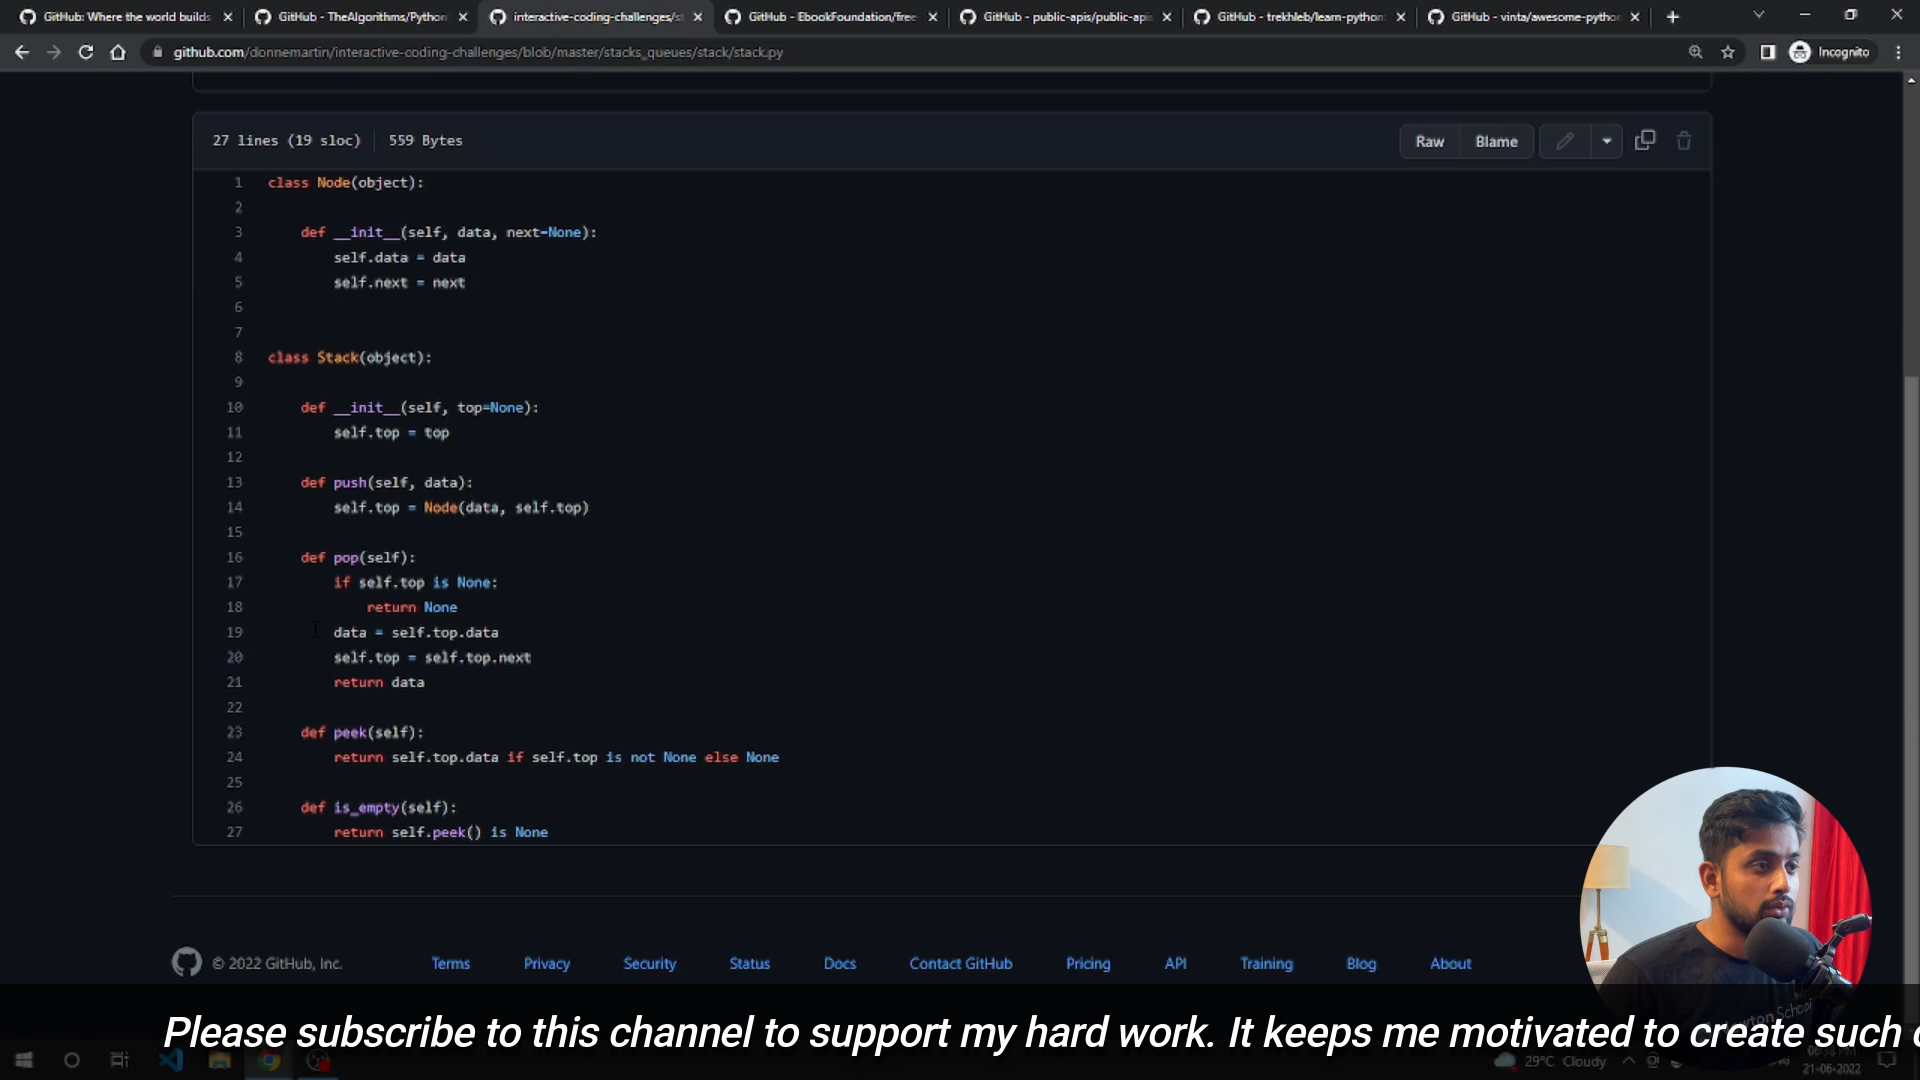 GitHub: Where the world builds
GitHub - TheAlgorithms/Python
interactive-coding-challenges/st
GitHub - EbookFoundation/free
GitHub - public-apis/public-apis
GitHub - trekhleb/learn-python
GitHub - vinta/awesome-python
github.com/donnemartin/interactive-coding-challenges/blob/master/stacks_queues/stack/stack.py
Incognito
27 lines (19 sloc) 559 Bytes
Raw Blame
1 class Node(object):
2
3 def __init__(self, data, next=None):
4 self.data = data
5 self.next = next
6
7
8 class Stack(object):
9
10 def __init__(self, top=None):
11 self.top = top
12
13 def push(self, data):
14 self.top = Node(data, self.top)
15
16 def pop(self):
17 if self.top is None:
18 return None
19 data = self.top.data
20 self.top = self.top.next
21 return data
22
23 def peek(self):
24 return self.top.data if self.top is not None else None
25
26 def is_empty(self):
27 return self.peek() is None
© 2022 GitHub, Inc. Terms Privacy Security Status Docs Contact GitHub Pricing API Training Blog About
Please subscribe to this channel to support my hard work. It keeps me motivated to create such
29°C Cloudy
21-06-2022